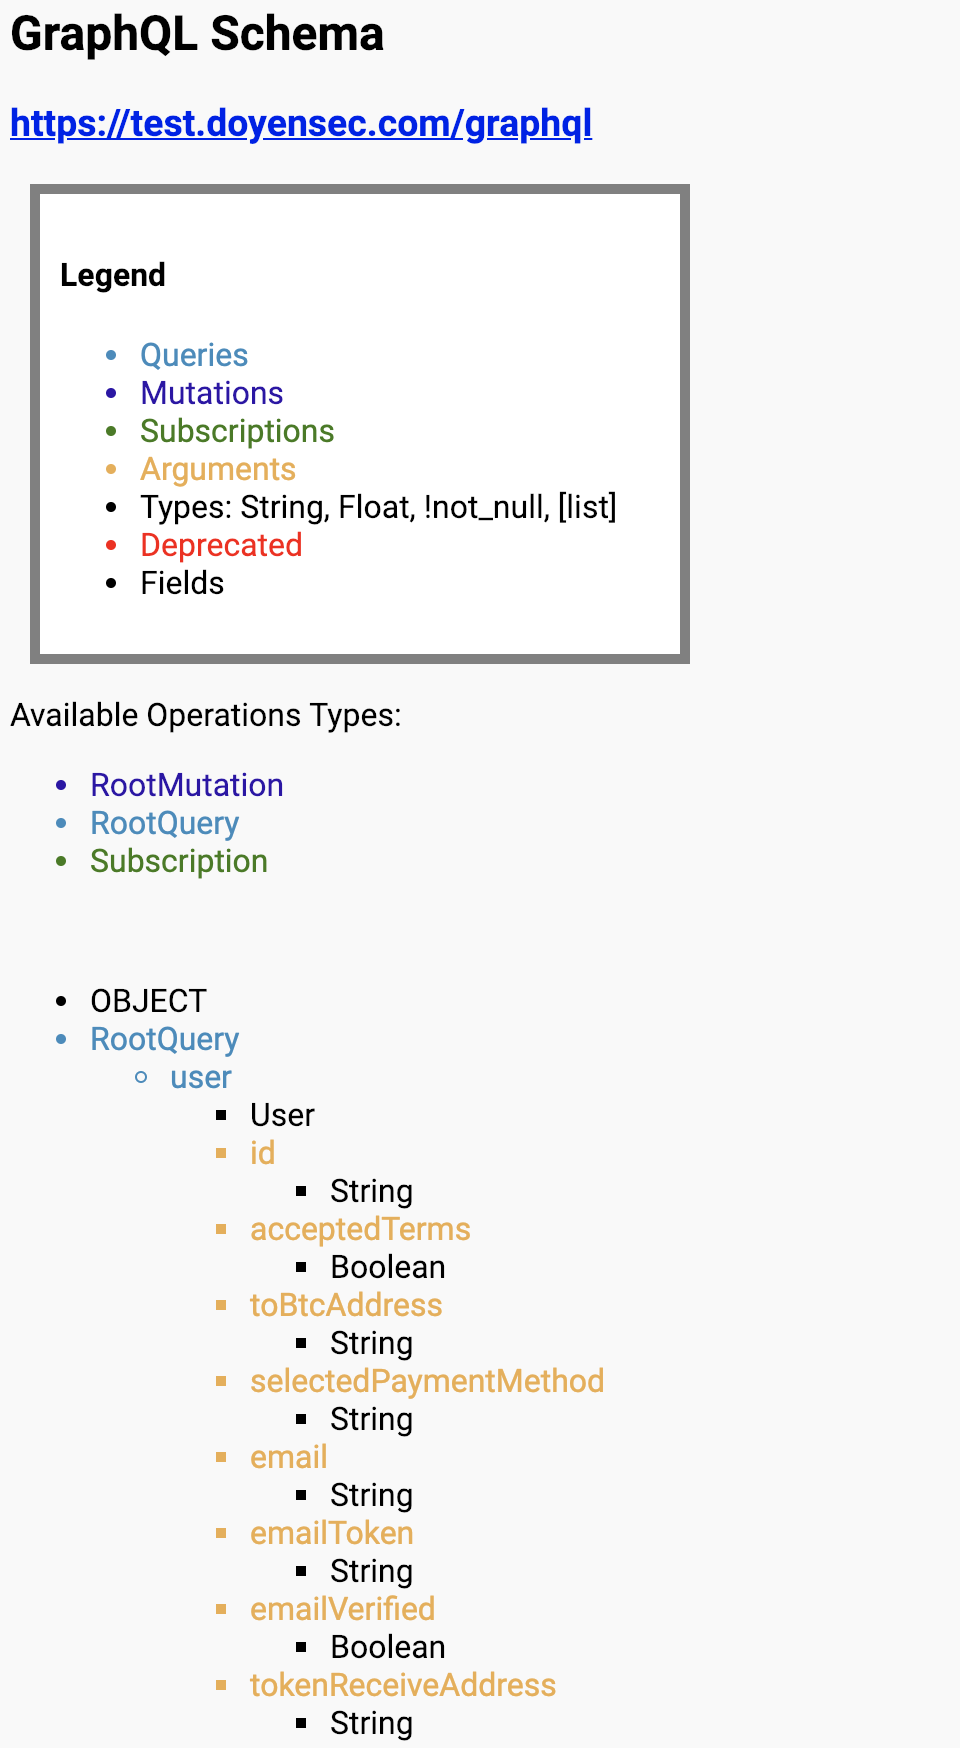 GraphQL Schema
https://test.doyensec.com/graphql
Legend
Queries
Mutations
Subscriptions
Arguments
Types: String, Float, !not_null, [list]
Deprecated
Fields
Available Operations Types:
RootMutation
RootQuery
Subscription
OBJECT
RootQuery
user
User
id
String
acceptedTerms
Boolean
toBtcAddress
String
selectedPaymentMethod
String
email
String
emailToken
String
emailVerified
Boolean
tokenReceiveAddress
String